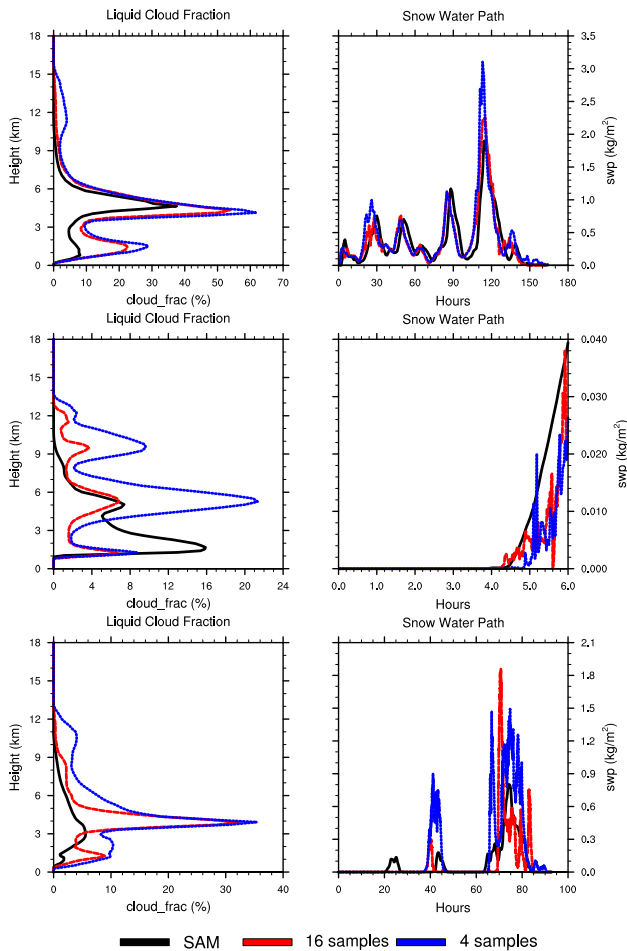 Liquid Cloud Fraction
Snow Water Path
18
15
12
9
6
3
0
Height (km)
0 10 20 30 40 50 60 70
cloud_frac (%)
3.5
3.0
2.5
2.0
1.5
1.0
0.5
0.0
swp (kg/m²)
0 30 60 90 120 150 180
Hours
Liquid Cloud Fraction
Snow Water Path
18
15
12
9
6
3
0
Height (km)
0 4 8 12 16 20 24
cloud_frac (%)
0.040
0.030
0.020
0.010
0.000
swp (kg/m²)
0.0 1.0 2.0 3.0 4.0 5.0 6.0
Hours
Liquid Cloud Fraction
Snow Water Path
18
15
12
9
6
3
0
Height (km)
0 10 20 30 40
cloud_frac (%)
2.1
1.8
1.5
1.2
0.9
0.6
0.3
0.0
swp (kg/m²)
0 20 40 60 80 100
Hours
SAM 16 samples 4 samples